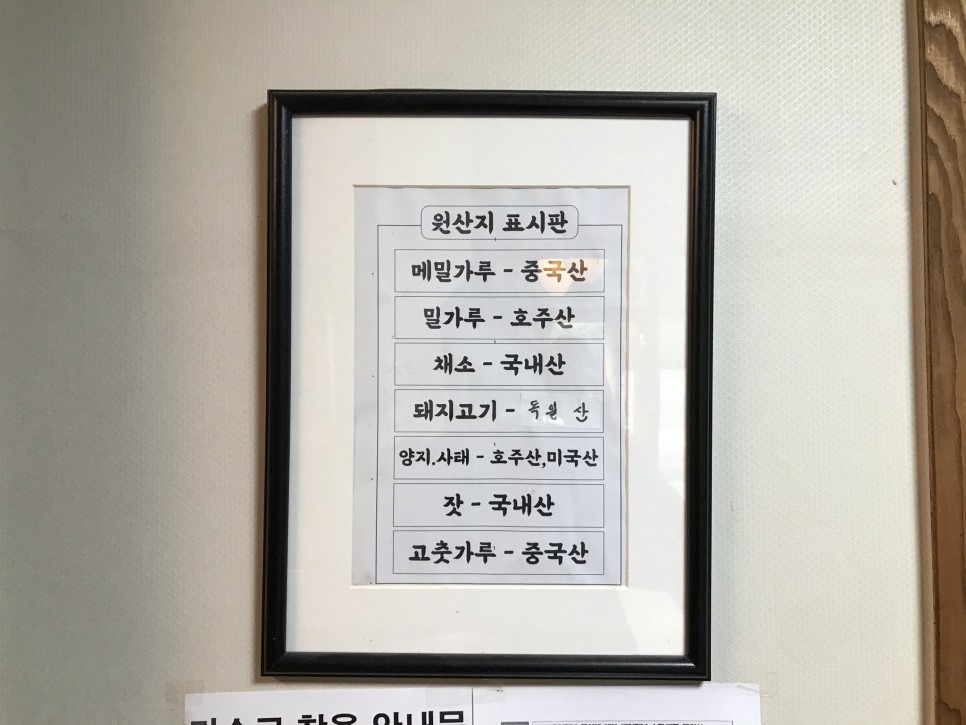 원산지 표시판
메밀가루 - 중국산
밀가루 - 호주산
채소 - 국내산
돼지고기 - 독일 산
양지.사태 - 호주산,미국산
잣 - 국내산
고춧가루 - 중국산